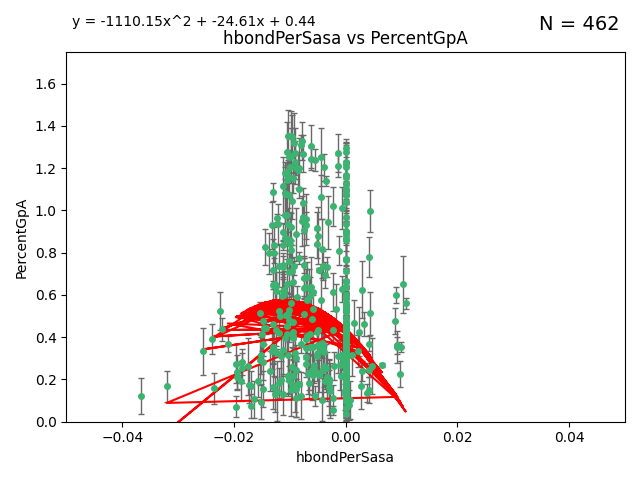 y = -1110.15x^2 + -24.61x + 0.44
N = 462
hbondPerSasa vs PercentGpA
PercentGpA
1.6
1.4
1.2
1.0
0.8
0.6
0.4
0.2
0.0
−0.04 −0.02 0.00 0.02 0.04
hbondPerSasa